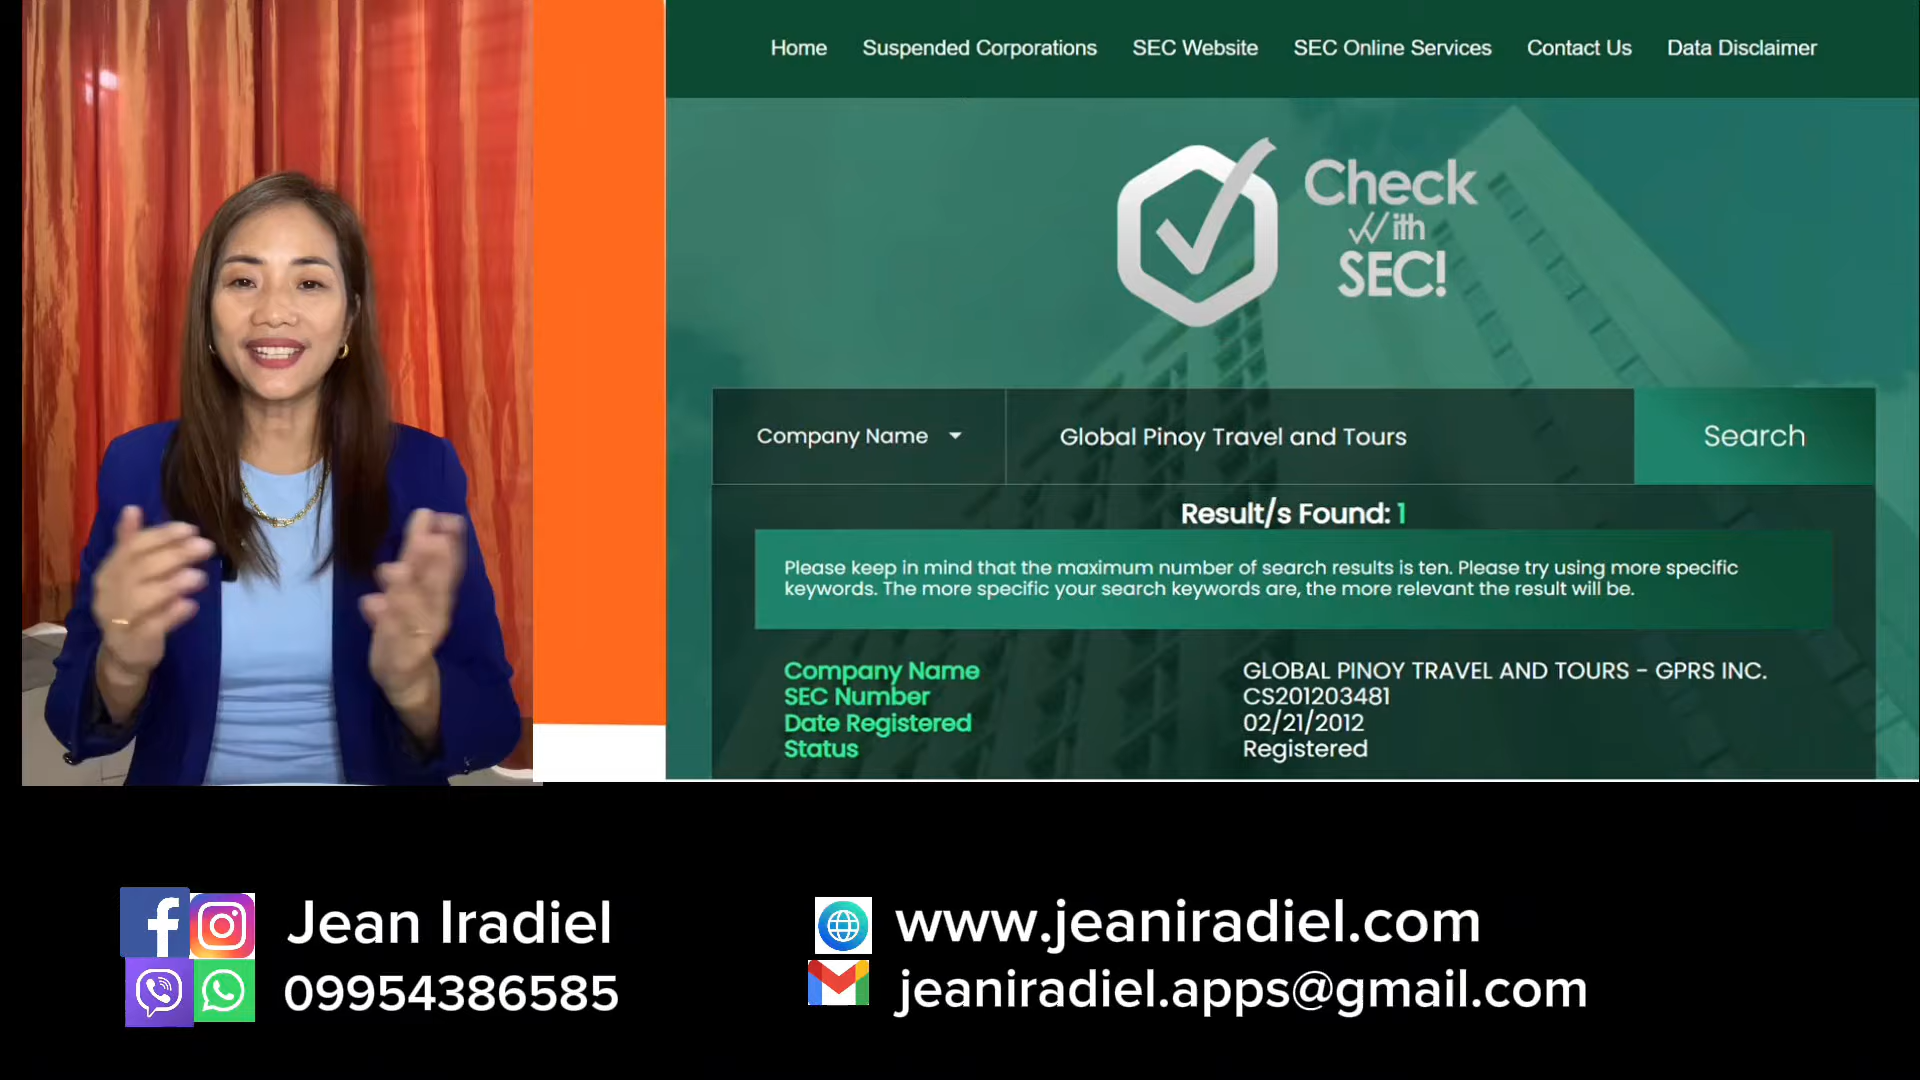 Home Suspended Corporations SEC Website SEC Online Services Contact Us Data Disclaimer
Check
With
SEC!
Company Name Global Pinoy Travel and Tours Search
Result/s Found: 1
Please keep in mind that the maximum number of search results is ten. Please try using more specific
keywords. The more specific your search keywords are, the more relevant the result will be.
Company Name GLOBAL PINOY TRAVEL AND TOURS - GPRS INC.
SEC Number CS201203481
Date Registered 02/21/2012
Status Registered
Jean Iradiel
09954386585
www.jeaniradiel.com
jeaniradiel.apps@gmail.com